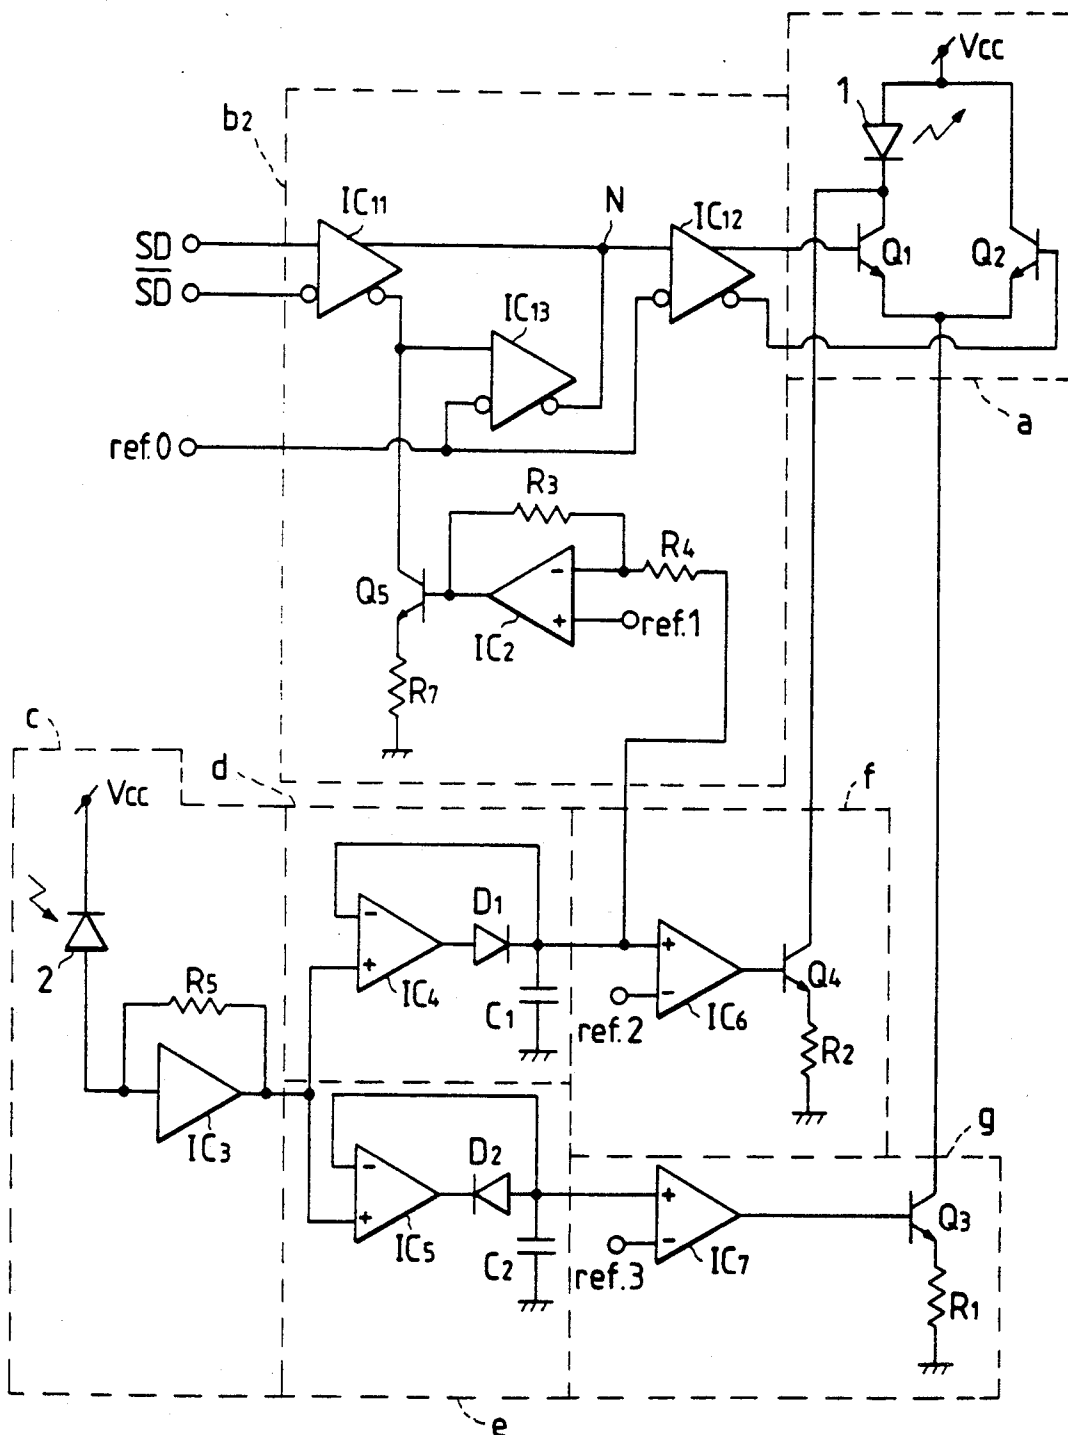 Vcc
1
b2
IC11
N
IC12
SD
Q1
Q2
SD
IC13
a
ref.0
R3
R4
Q5
-
+
ref.1
IC2
R7
c
d
f
Vcc
-
D1
+
2
R5
+
IC4
C1
-
Q4
ref.2
IC6
R2
IC3
g
-
D2
+
Q3
+
IC5
C2
-
ref.3
IC7
R1
e